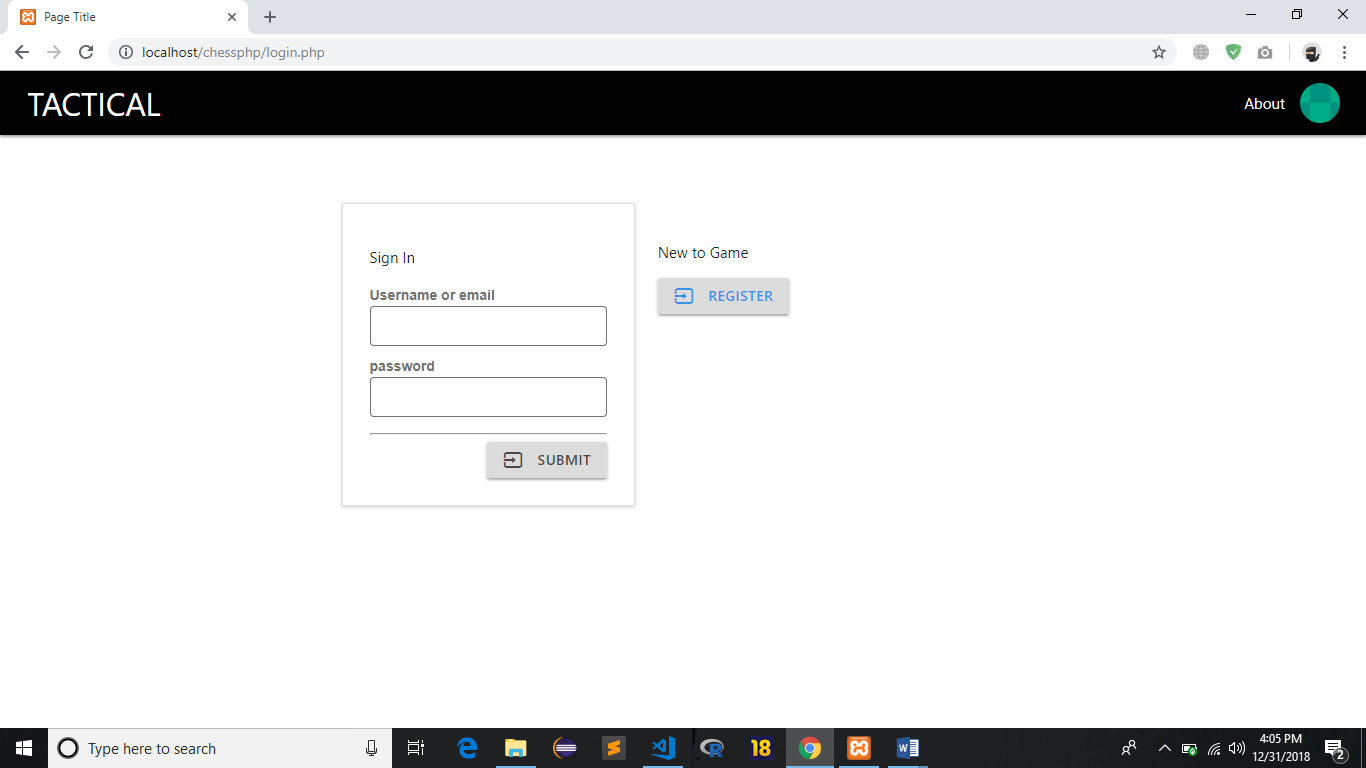 Page Title
localhost/chessphp/login.php
TACTICAL
About
Sign In
Username or email
password
SUBMIT
New to Game
REGISTER
Type here to search
18
4:05 PM
12/31/2018
2